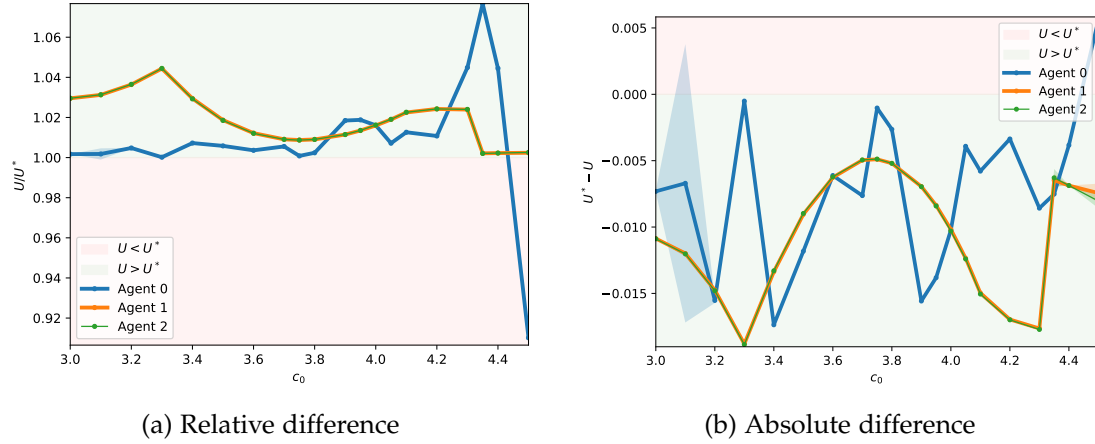 1.06
1.04
1.02
1.00
0.98
0.96
0.94
0.92
U/U*
U < U*
U > U*
Agent 0
Agent 1
Agent 2
3.0 3.2 3.4 3.6 3.8 4.0 4.2 4.4
c₀
(a) Relative difference
0.005
0.000
−0.005
−0.010
−0.015
U* − U
U < U*
U > U*
Agent 0
Agent 1
Agent 2
3.0 3.2 3.4 3.6 3.8 4.0 4.2 4.4
c₀
(b) Absolute difference